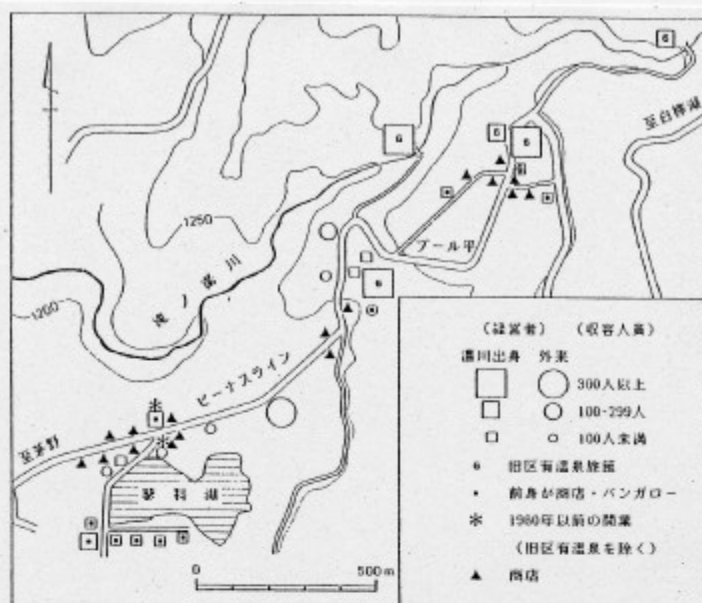 至白樺湖
1250
滝ノ湯川
プール平
1200
ビーナスライン
至茅野
蓼科湖
0 500m
(経営者) (収容人員)
湯川出身 外来
300人以上
100-299人
100人未満
6 旧区有温泉旅館
• 前身が商店・バンガロー
* 1960年以前の開業
(旧区有温泉を除く)
▲ 商店